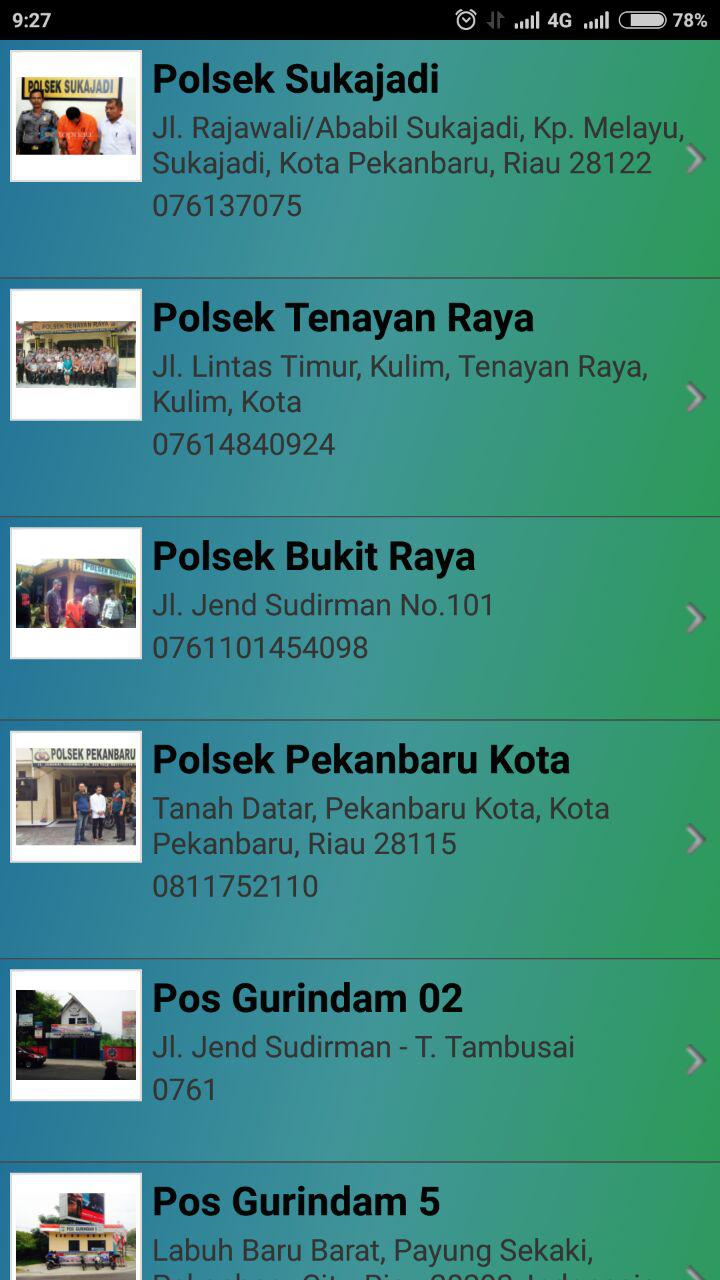 9:27
4G
78%
POLSEK SUKAJADI
Polsek Sukajadi
Jl. Rajawali/Ababil Sukajadi, Kp. Melayu,
Sukajadi, Kota Pekanbaru, Riau 28122
076137075
POLSEK TENAYAN RAYA
Polsek Tenayan Raya
Jl. Lintas Timur, Kulim, Tenayan Raya,
Kulim, Kota
07614840924
Polsek Bukit Raya
Jl. Jend Sudirman No.101
0761101454098
POLSEK PEKANBARU
Polsek Pekanbaru Kota
Tanah Datar, Pekanbaru Kota, Kota
Pekanbaru, Riau 28115
0811752110
Pos Gurindam 02
Jl. Jend Sudirman - T. Tambusai
0761
POS GURINDAM 5
Pos Gurindam 5
Labuh Baru Barat, Payung Sekaki,